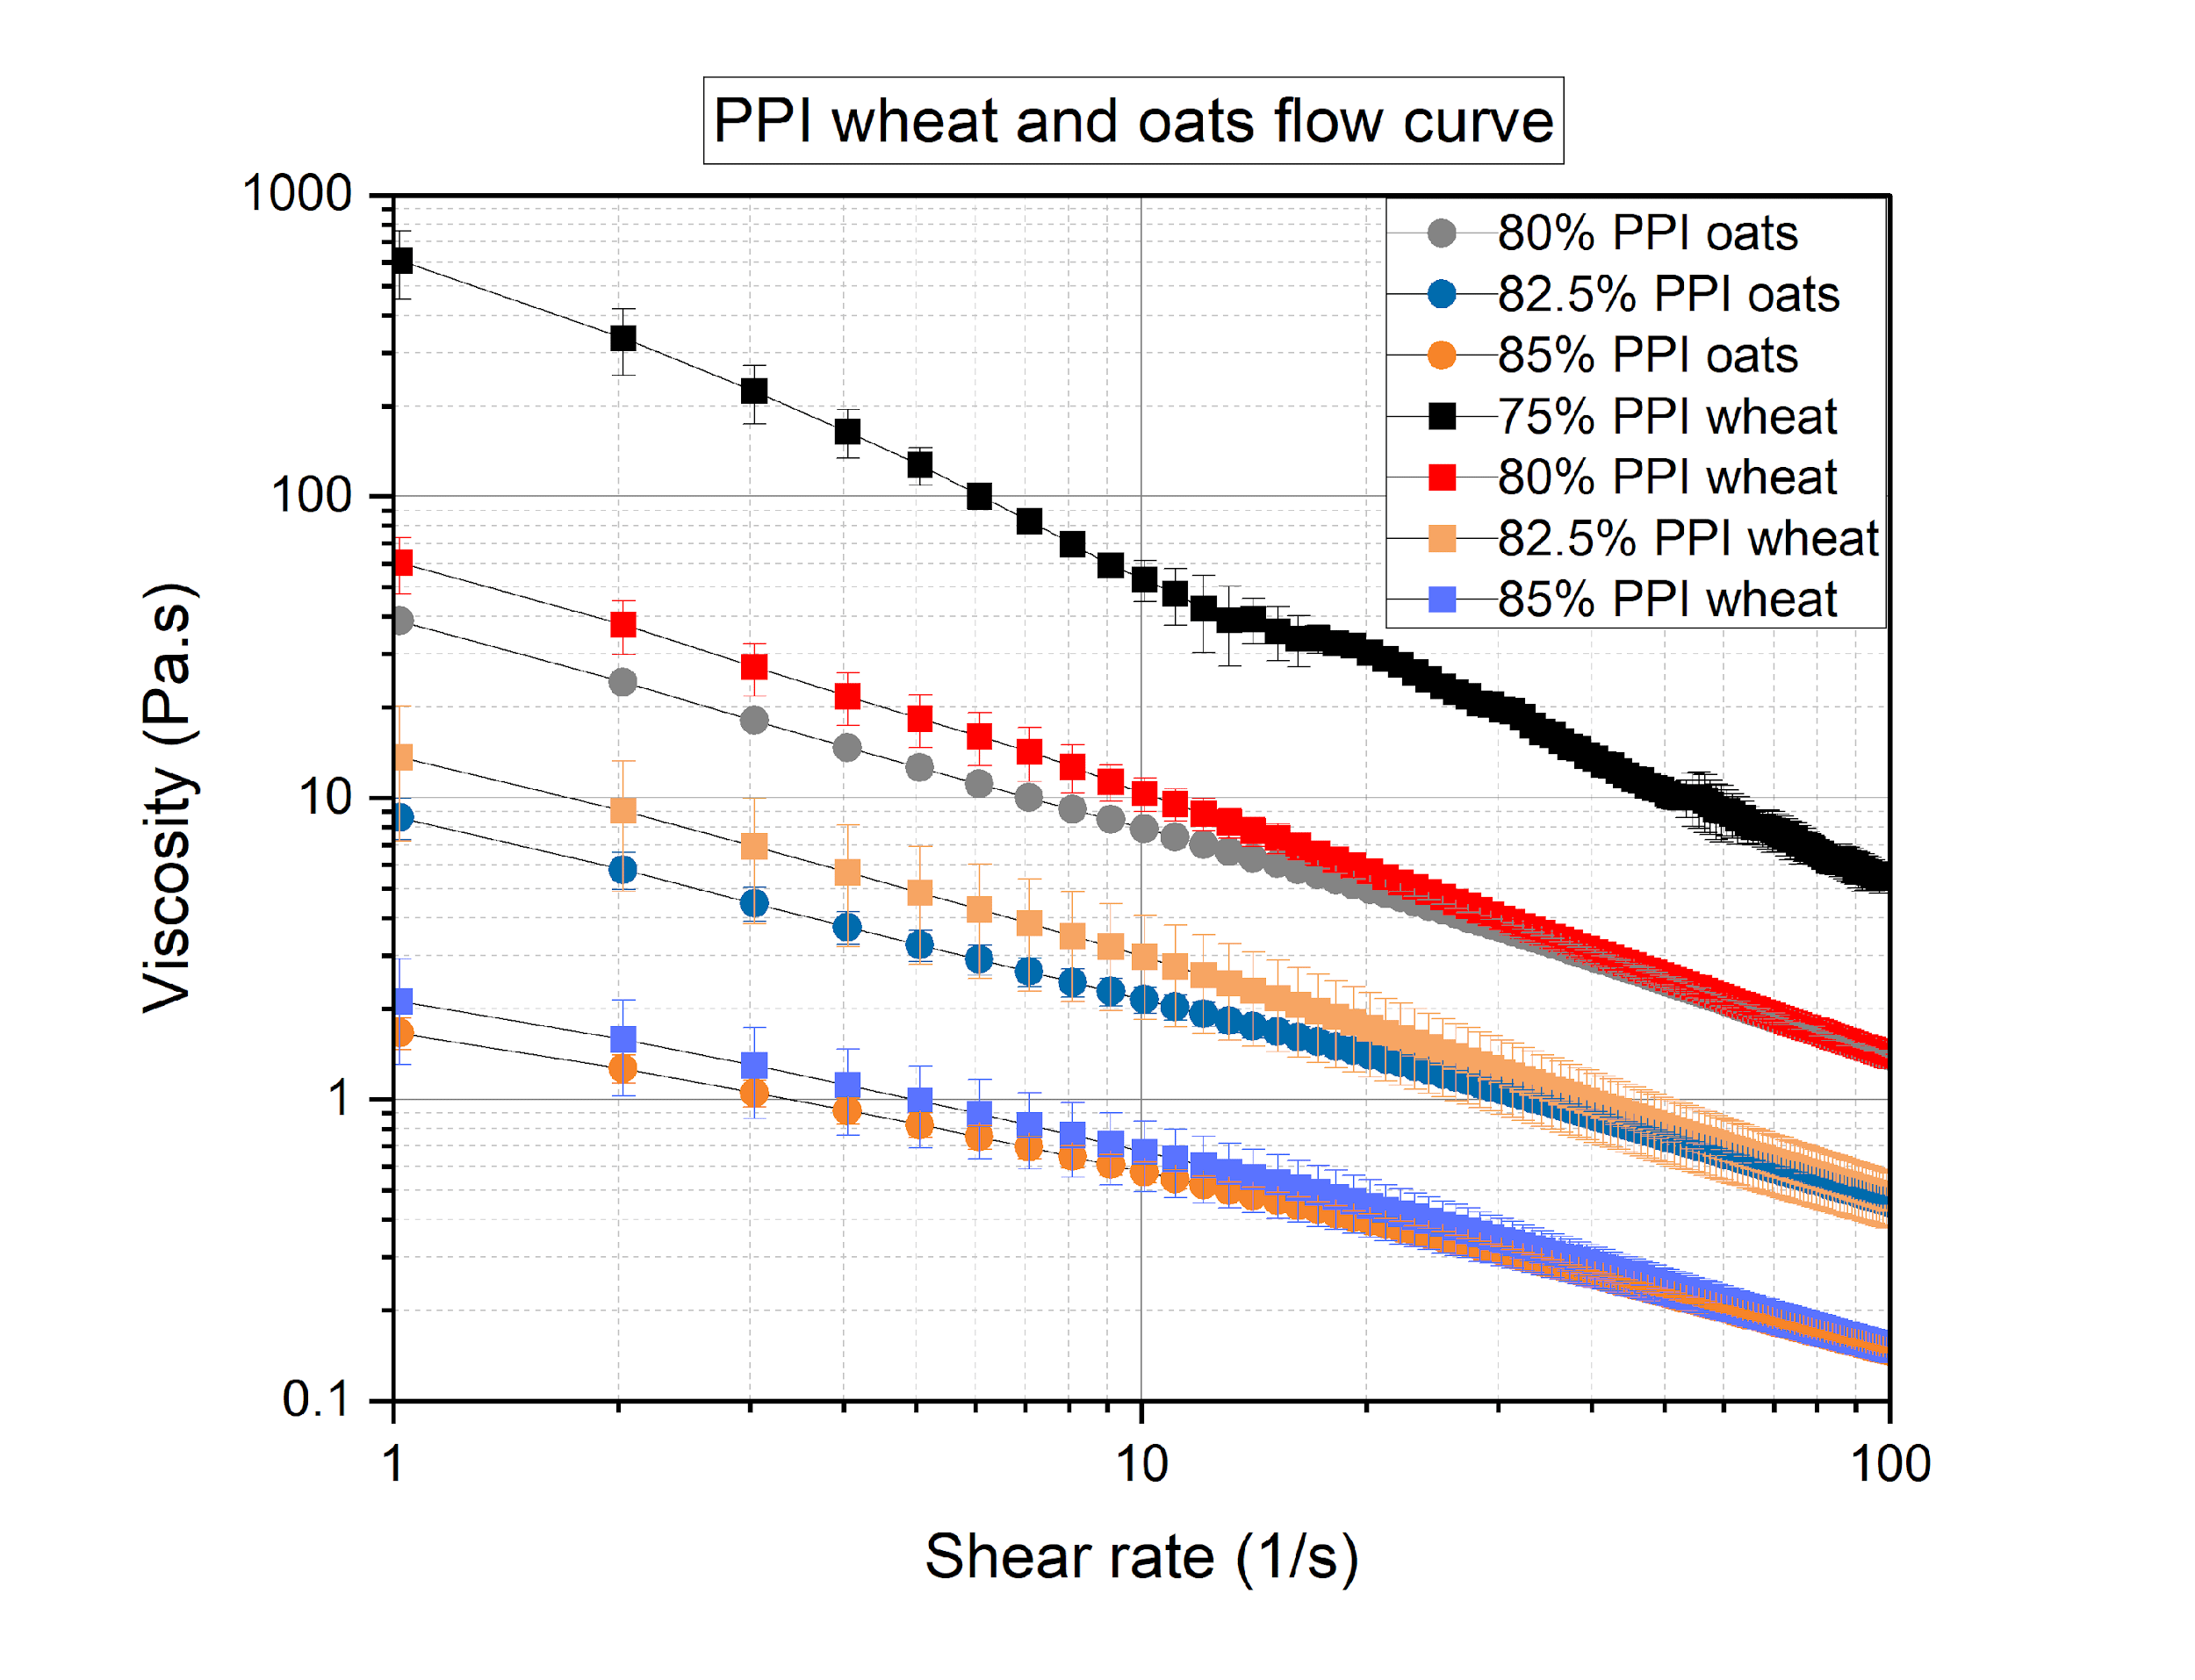 PPI wheat and oats flow curve
1000
100
10
1
0.1
Viscosity (Pa.s)
80% PPI oats
82.5% PPI oats
85% PPI oats
75% PPI wheat
80% PPI wheat
82.5% PPI wheat
85% PPI wheat
1
10
100
Shear rate (1/s)